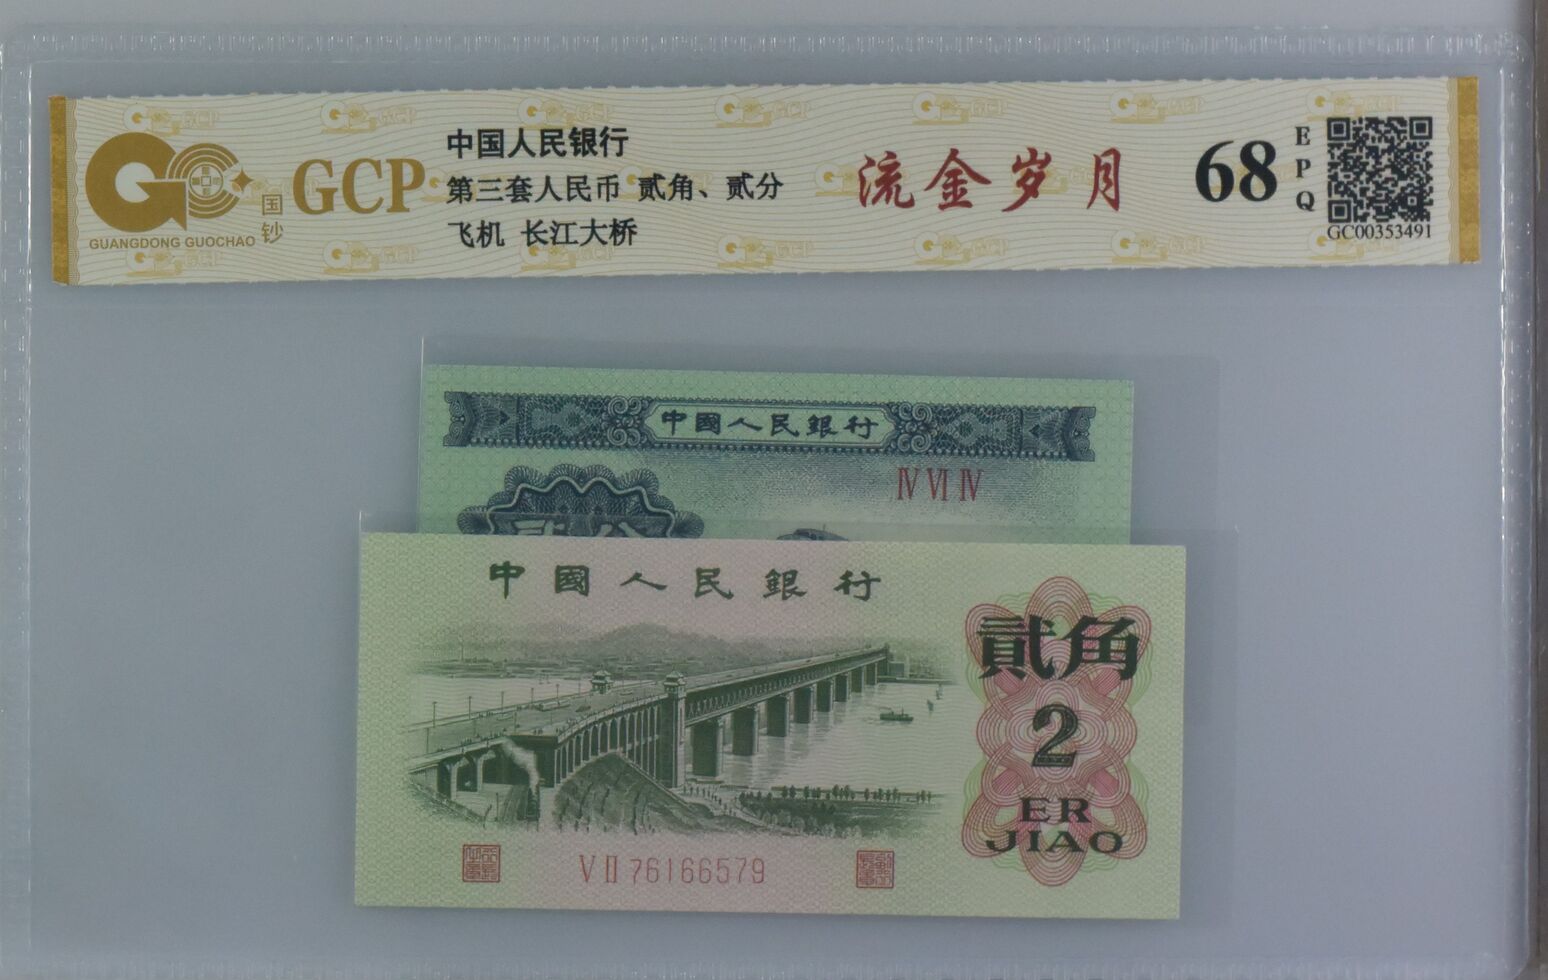 国
钞
GCP
GUANGDONG GUOCHAO
中国人民银行
第三套人民币 贰角、贰分
飞机 长江大桥
流金岁月
68
EPQ
GC00353491
中國人民銀行
Ⅳ Ⅵ Ⅳ
中國人民銀行
貳角
2
ER
JIAO
Ⅴ Ⅱ 76166579